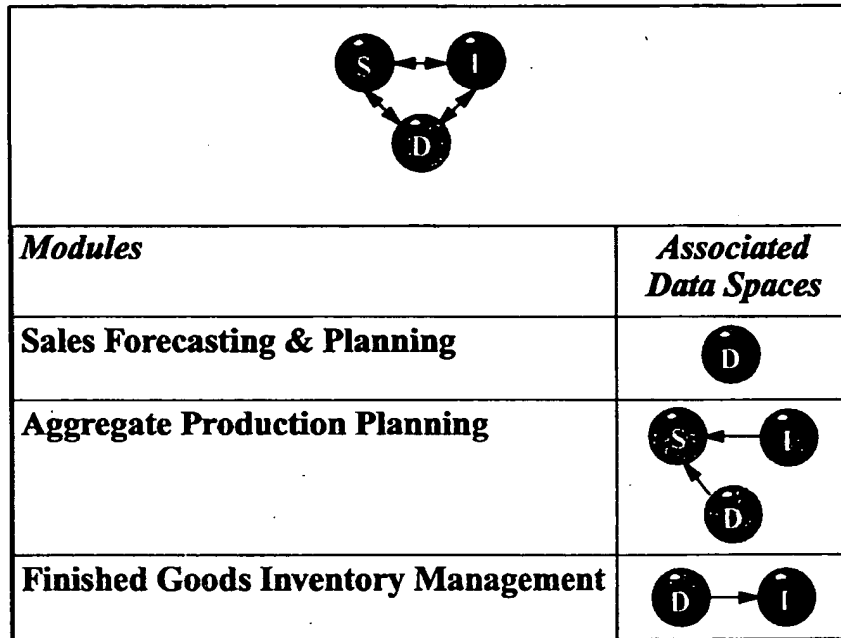 S I
D
Modules
Associated
Data Spaces
Sales Forecasting & Planning
D
Aggregate Production Planning
S I
D
Finished Goods Inventory Management
D I